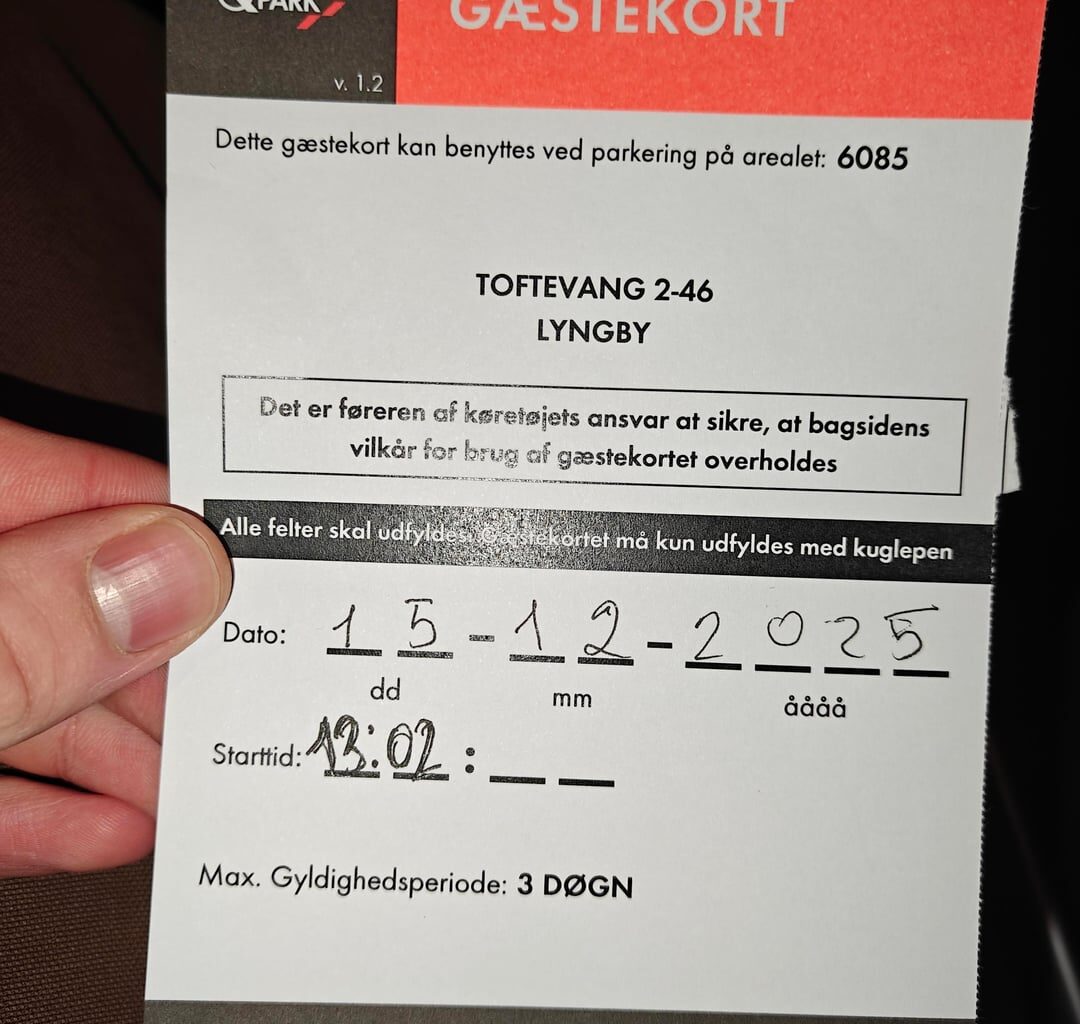 PARK
GÆSTEKORT
v. 1.2
Dette gæstekort kan benyttes ved parkering på arealet: 6085
TOFTEVANG 2-46
LYNGBY
Det er føreren af køretøjets ansvar at sikre, at bagsidens
vilkår for brug af gæstekortet overholdes
Alle felter skal udfyldes. Gæstekortet må kun udfyldes med kuglepen
Dato: 15-12-2025
dd mm åååå
Starttid: 13:02 : _ _
Max. Gyldighedsperiode: 3 DØGN